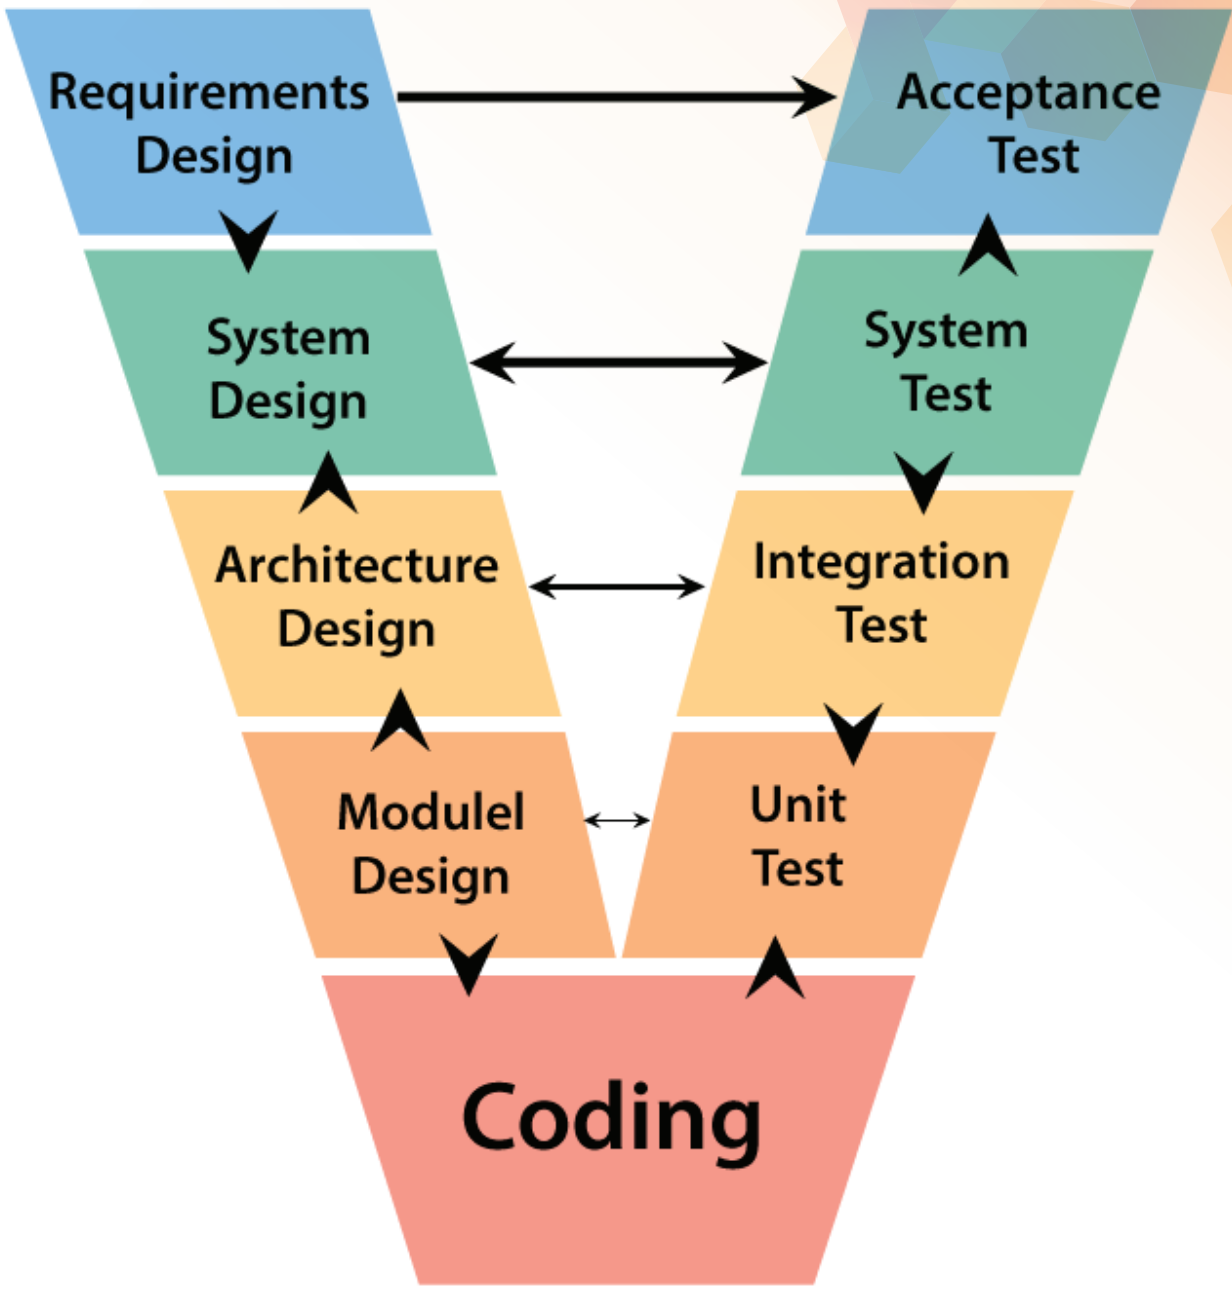 Requirements
Design
Acceptance
Test
System
Design
System
Test
Architecture
Design
Integration
Test
Modulel
Design
Unit
Test
Coding